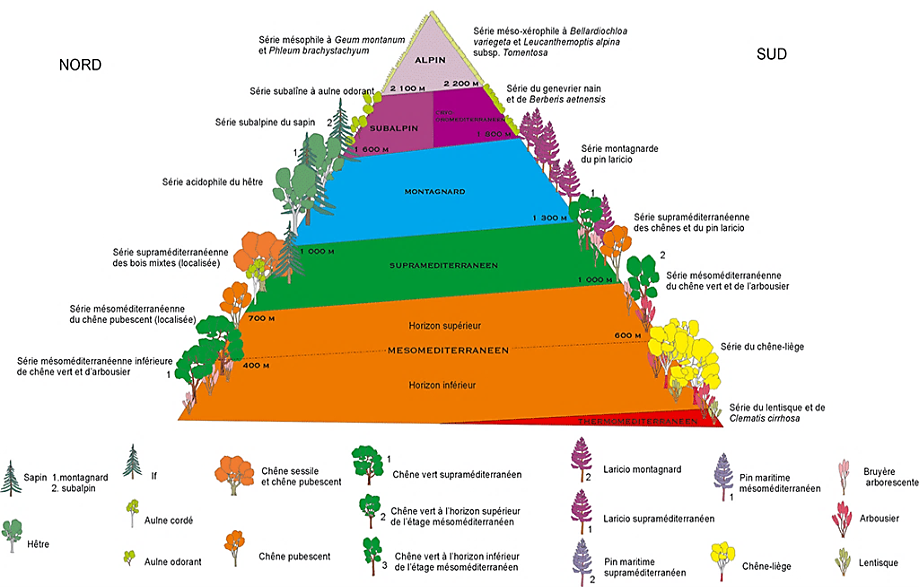 NORD
SUD
Série mésophile à Geum montanum
et Phleum brachystachyum
Série méso-xérophile à Bellardiochloa
variegeta et Leucanthemoptis alpina
subsp. Tomentosa
ALPIN
2 100 M
2 200 M
Série subalîne à aulne odorant
Série du genevrier nain
et de Berberis aetnensis
Série subalpine du sapin
2
SUBALPIN
CRYO-
OROMEDITERRANEEN
1 800 M
1
1 600 M
Série montagnarde
du pin laricio
Série acidophile du hêtre
MONTAGNARD
1
1 300 M
Série supraméditerranéenne
des chênes et du pin laricio
Série supraméditerranéenne
des bois mixtes (localisée)
1 000 M
SUPRAMEDITERRANEEN
2
1 000 M
Série mésoméditerranéenne
du chêne vert et de l'arbousier
Série mésoméditerranéenne
du chêne pubescent (localisée)
700 M
Horizon supérieur
600 M
MESOMEDITERRANEEN
Série du chêne-liège
Série mésoméditerranéenne inférieure
de chêne vert et d'arbousier
1
400 M
Horizon inférieur
Série du lentisque et de
Clematis cirrhosa
THERMOMEDITERRANEEN
Sapin 1.montagnard
2. subalpin
If
Chêne sessile
et chêne pubescent
1
Chêne vert supraméditerranéen
Laricio montagnard
2
Pin maritime
mésoméditerranéen
1
Bruyère
arborescente
Hêtre
Aulne cordé
2
Chêne vert à l'horizon supérieur
de l'étage mésoméditerranéen
Laricio supraméditerranéen
1
Arbousier
Aulne odorant
Chêne pubescent
3
Chêne vert à l'horizon inférieur
de l'étage mésoméditerranéen
Pin maritime
supraméditerranéen
2
Chêne-liège
Lentisque